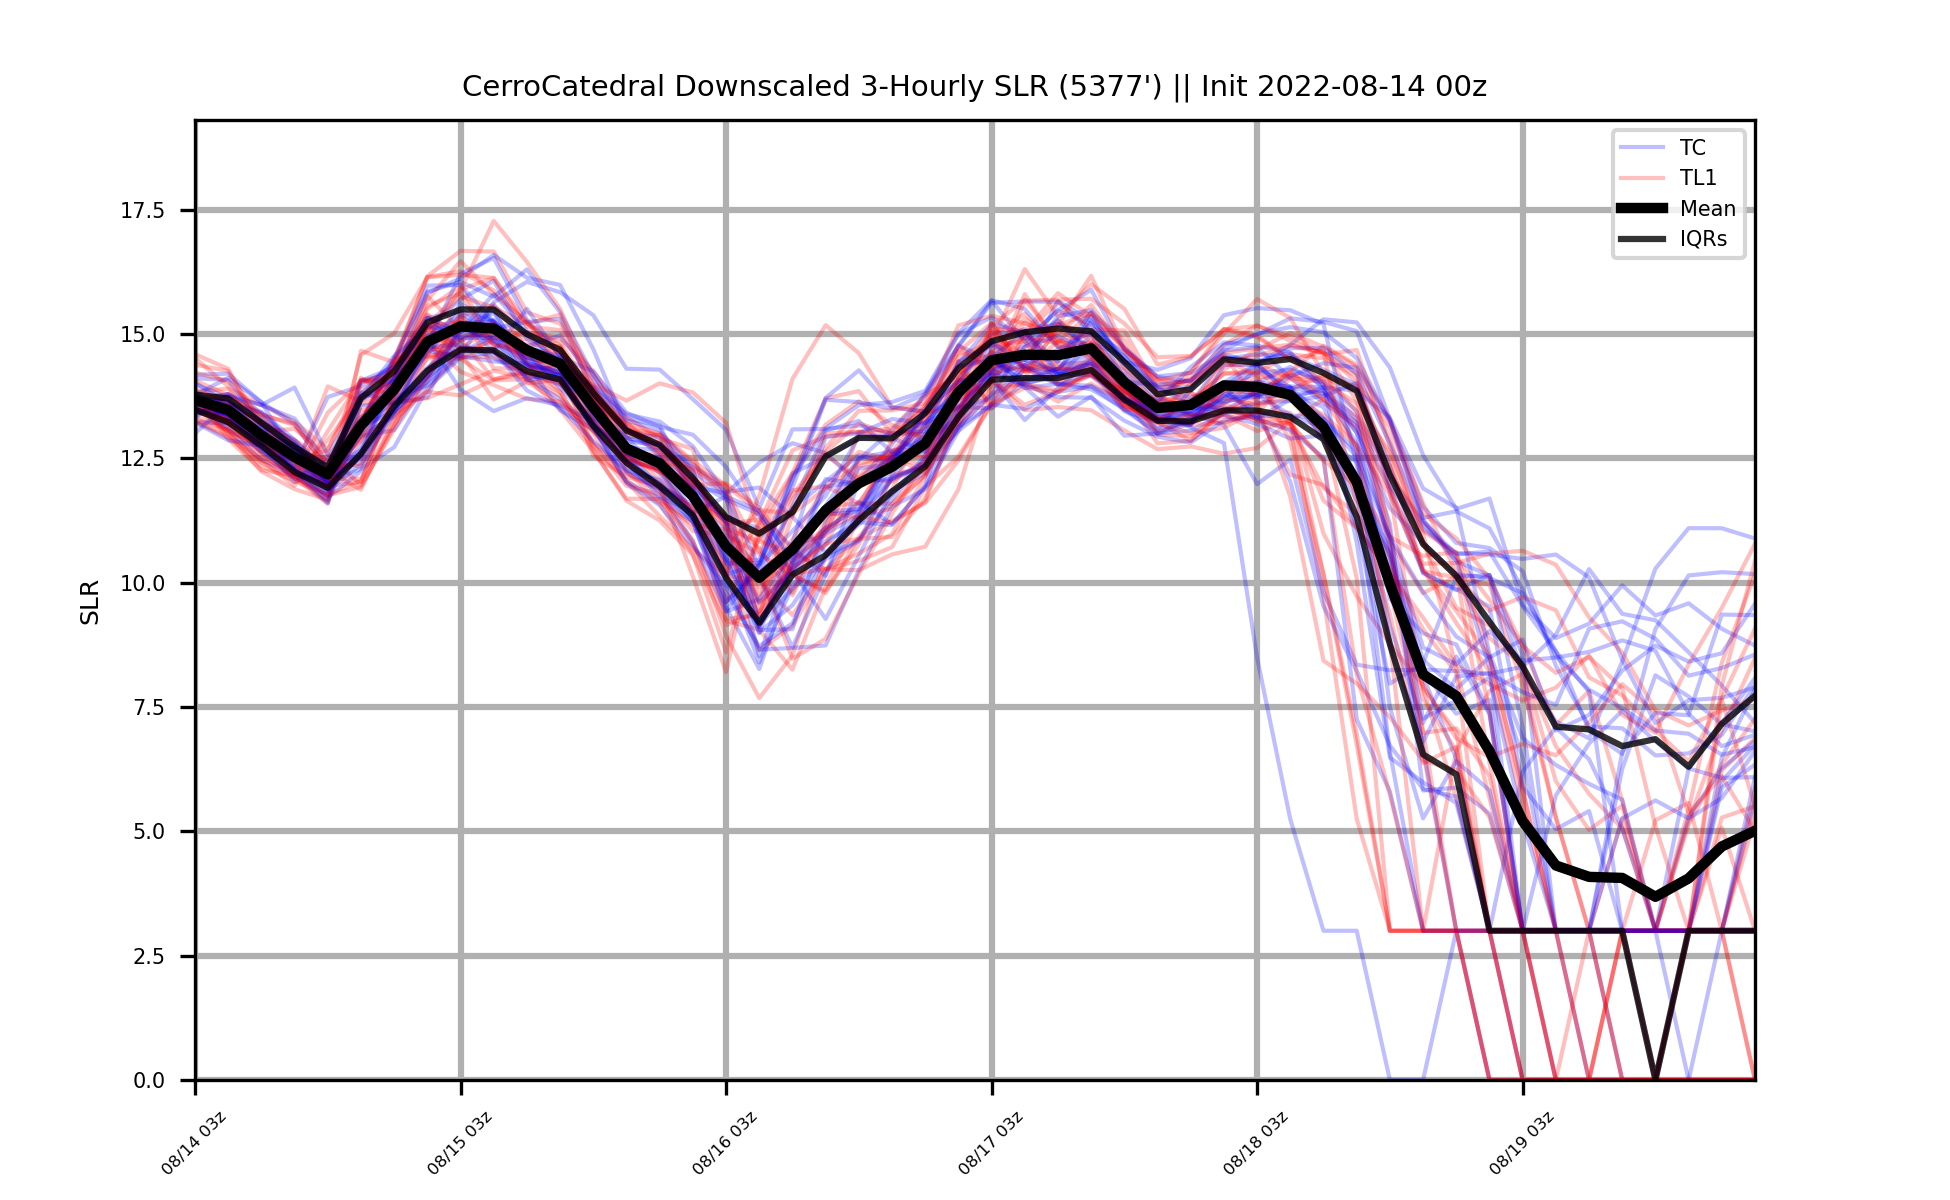 CerroCatedral Downscaled 3-Hourly SLR (5377') || Init 2022-08-14 00z
TC
TL1
Mean
IQRs
17.5
15.0
12.5
10.0
7.5
5.0
2.5
0.0
SLR
08/14 03z
08/15 03z
08/16 03z
08/17 03z
08/18 03z
08/19 03z